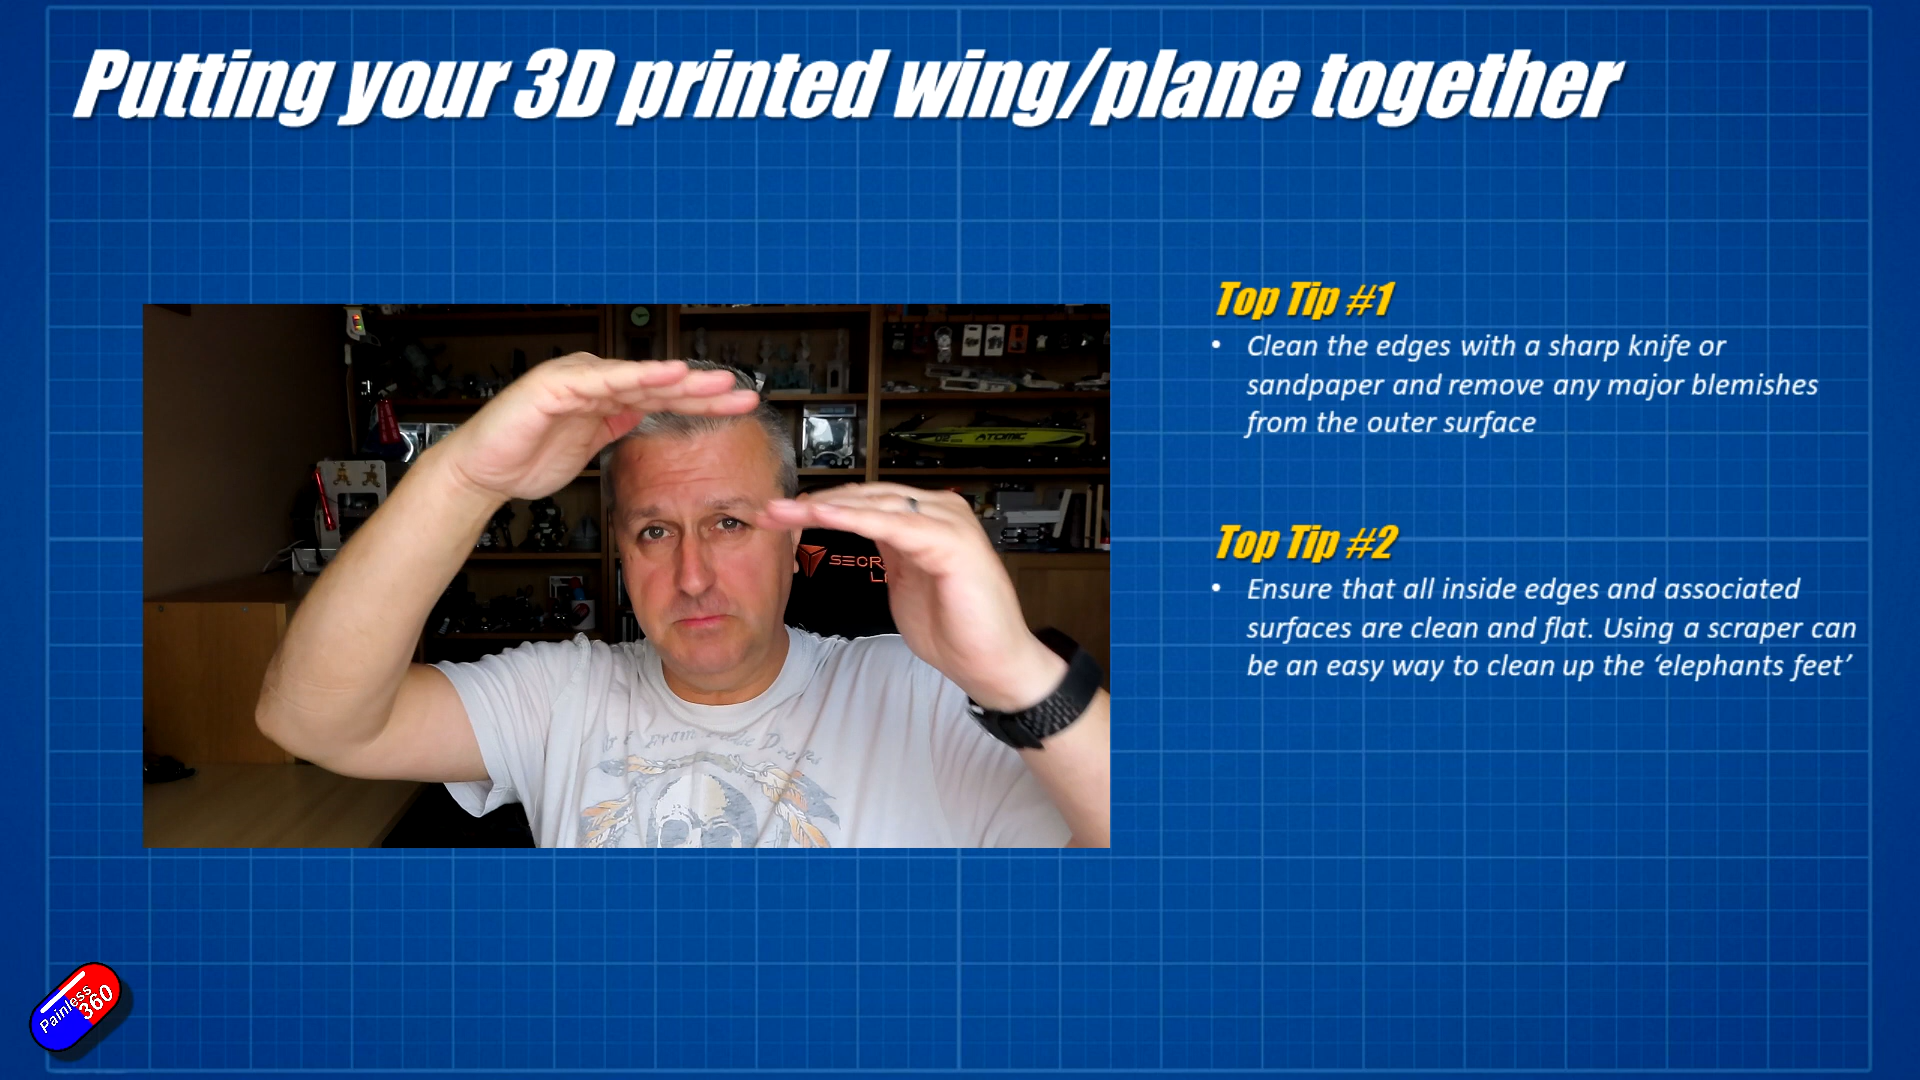 Putting your 3D printed wing/plane together
Top Tip #1
• Clean the edges with a sharp knife or
sandpaper and remove any major blemishes
from the outer surface
Top Tip #2
• Ensure that all inside edges and associated
surfaces are clean and flat. Using a scraper can
be an easy way to clean up the ‘elephants feet’
ATOMIC
SECR
L
From
Painless
360